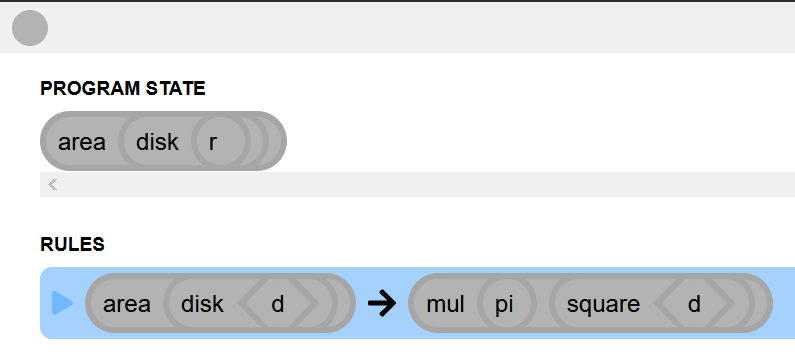 PROGRAM STATE
area disk r
RULES
area disk d → mul pi square d